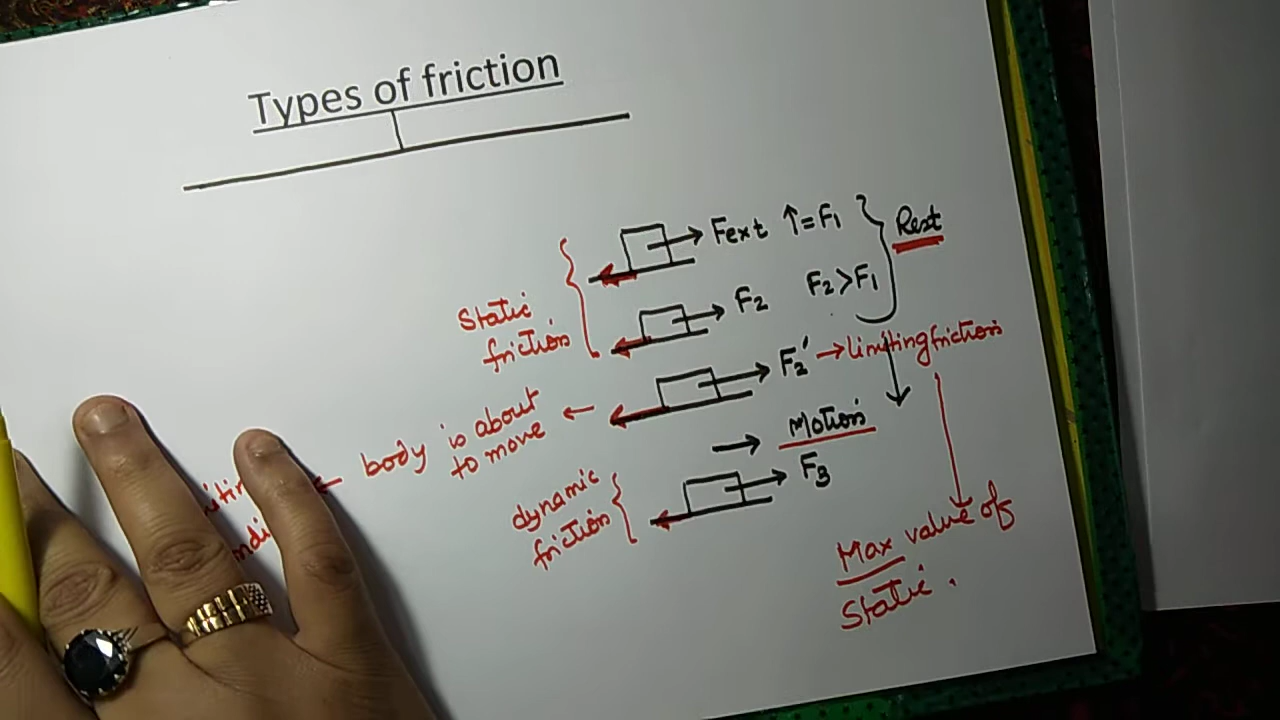 Types of friction
Fext ↑=F1
Rest
F2
F2>F1
Static
friction
F2' →limiting friction
← body is about
to move ←
→ Motion
F3
dynamic
friction
Max value of
Static.